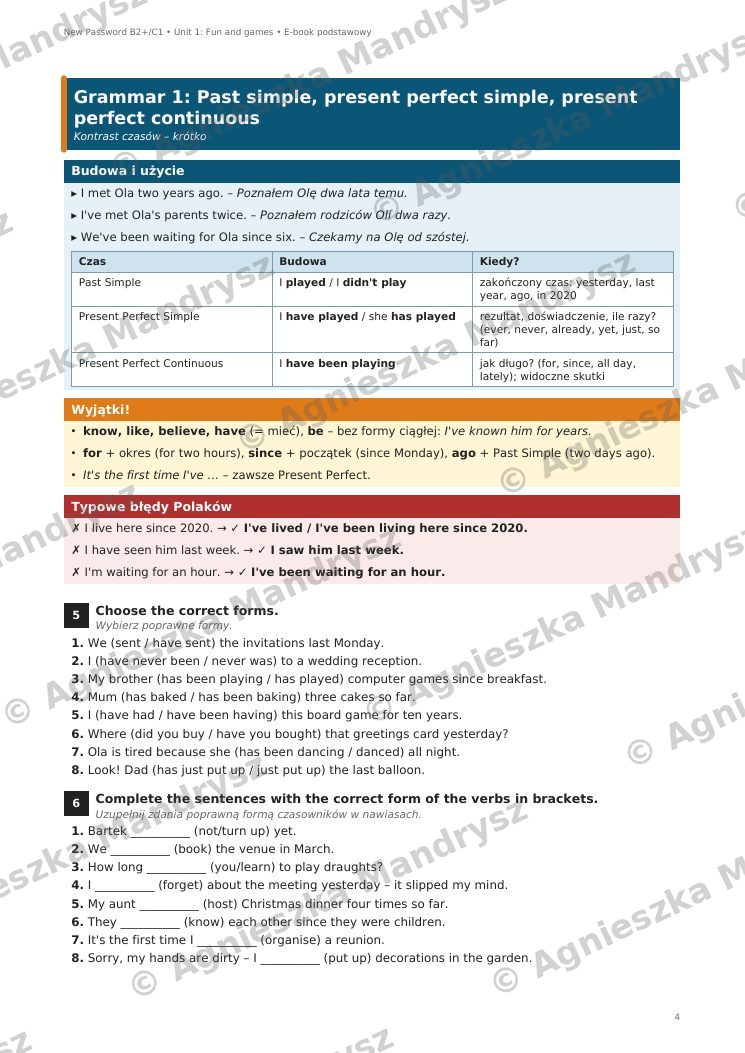 New Password B2+/C1 • Unit 1: Fun and games • E-book podstawowy
Grammar 1: Past simple, present perfect simple, present
perfect continuous
Kontrast czasów – krótko
Budowa i użycie
▸ I met Ola two years ago. – Poznałem Olę dwa lata temu.
▸ I've met Ola's parents twice. – Poznałem rodziców Oli dwa razy.
▸ We've been waiting for Ola since six. – Czekamy na Olę od szóstej.
Czas Budowa Kiedy?
Past Simple I played / I didn't play zakończony czas: yesterday, last
year, ago, in 2020
Present Perfect Simple I have played / she has played rezultat, doświadczenie, ile razy?
(ever, never, already, yet, just, so
far)
Present Perfect Continuous I have been playing jak długo? (for, since, all day,
lately); widoczne skutki
Wyjątki!
• know, like, believe, have (= mieć), be – bez formy ciągłej: I've known him for years.
• for + okres (for two hours), since + początek (since Monday), ago + Past Simple (two days ago).
• It's the first time I've … – zawsze Present Perfect.
Typowe błędy Polaków
✗ I live here since 2020. → ✓ I've lived / I've been living here since 2020.
✗ I have seen him last week. → ✓ I saw him last week.
✗ I'm waiting for an hour. → ✓ I've been waiting for an hour.
5 Choose the correct forms.
Wybierz poprawne formy.
1. We (sent / have sent) the invitations last Monday.
2. I (have never been / never was) to a wedding reception.
3. My brother (has been playing / has played) computer games since breakfast.
4. Mum (has baked / has been baking) three cakes so far.
5. I (have had / have been having) this board game for ten years.
6. Where (did you buy / have you bought) that greetings card yesterday?
7. Ola is tired because she (has been dancing / danced) all night.
8. Look! Dad (has just put up / just put up) the last balloon.
6 Complete the sentences with the correct form of the verbs in brackets.
Uzupełnij zdania poprawną formą czasowników w nawiasach.
1. Bartek __________ (not/turn up) yet.
2. We __________ (book) the venue in March.
3. How long __________ (you/learn) to play draughts?
4. I __________ (forget) about the meeting yesterday – it slipped my mind.
5. My aunt __________ (host) Christmas dinner four times so far.
6. They __________ (know) each other since they were children.
7. It's the first time I __________ (organise) a reunion.
8. Sorry, my hands are dirty – I __________ (put up) decorations in the garden.
4
© Agnieszka Mandrysz